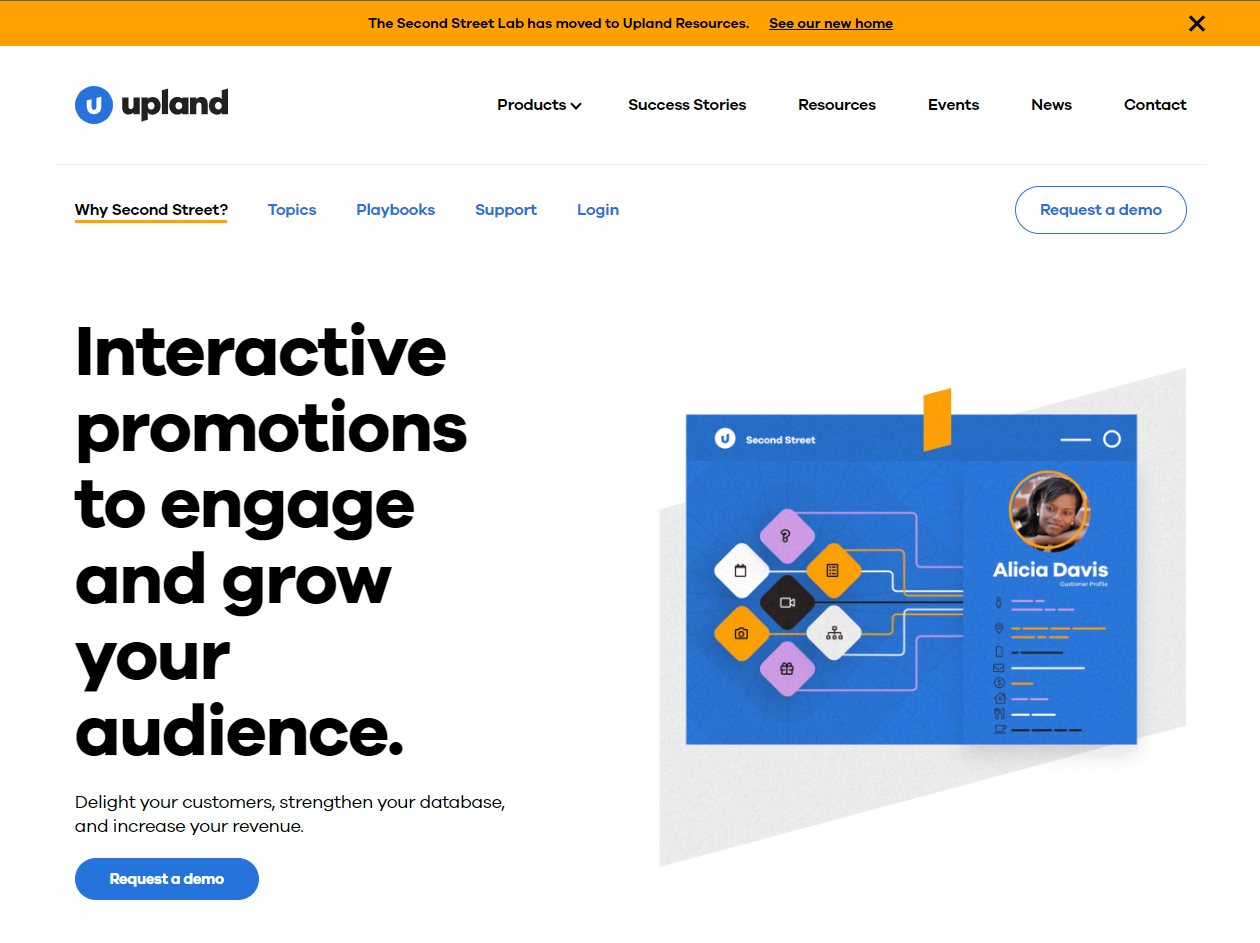 The Second Street Lab has moved to Upland Resources. See our new home
upland
Products Success Stories Resources Events News Contact
Why Second Street? Topics Playbooks Support Login Request a demo
Interactive
promotions
to engage
and grow
your
audience.
Delight your customers, strengthen your database,
and increase your revenue.
Request a demo
Second Street
Alicia Davis
Customer Profile